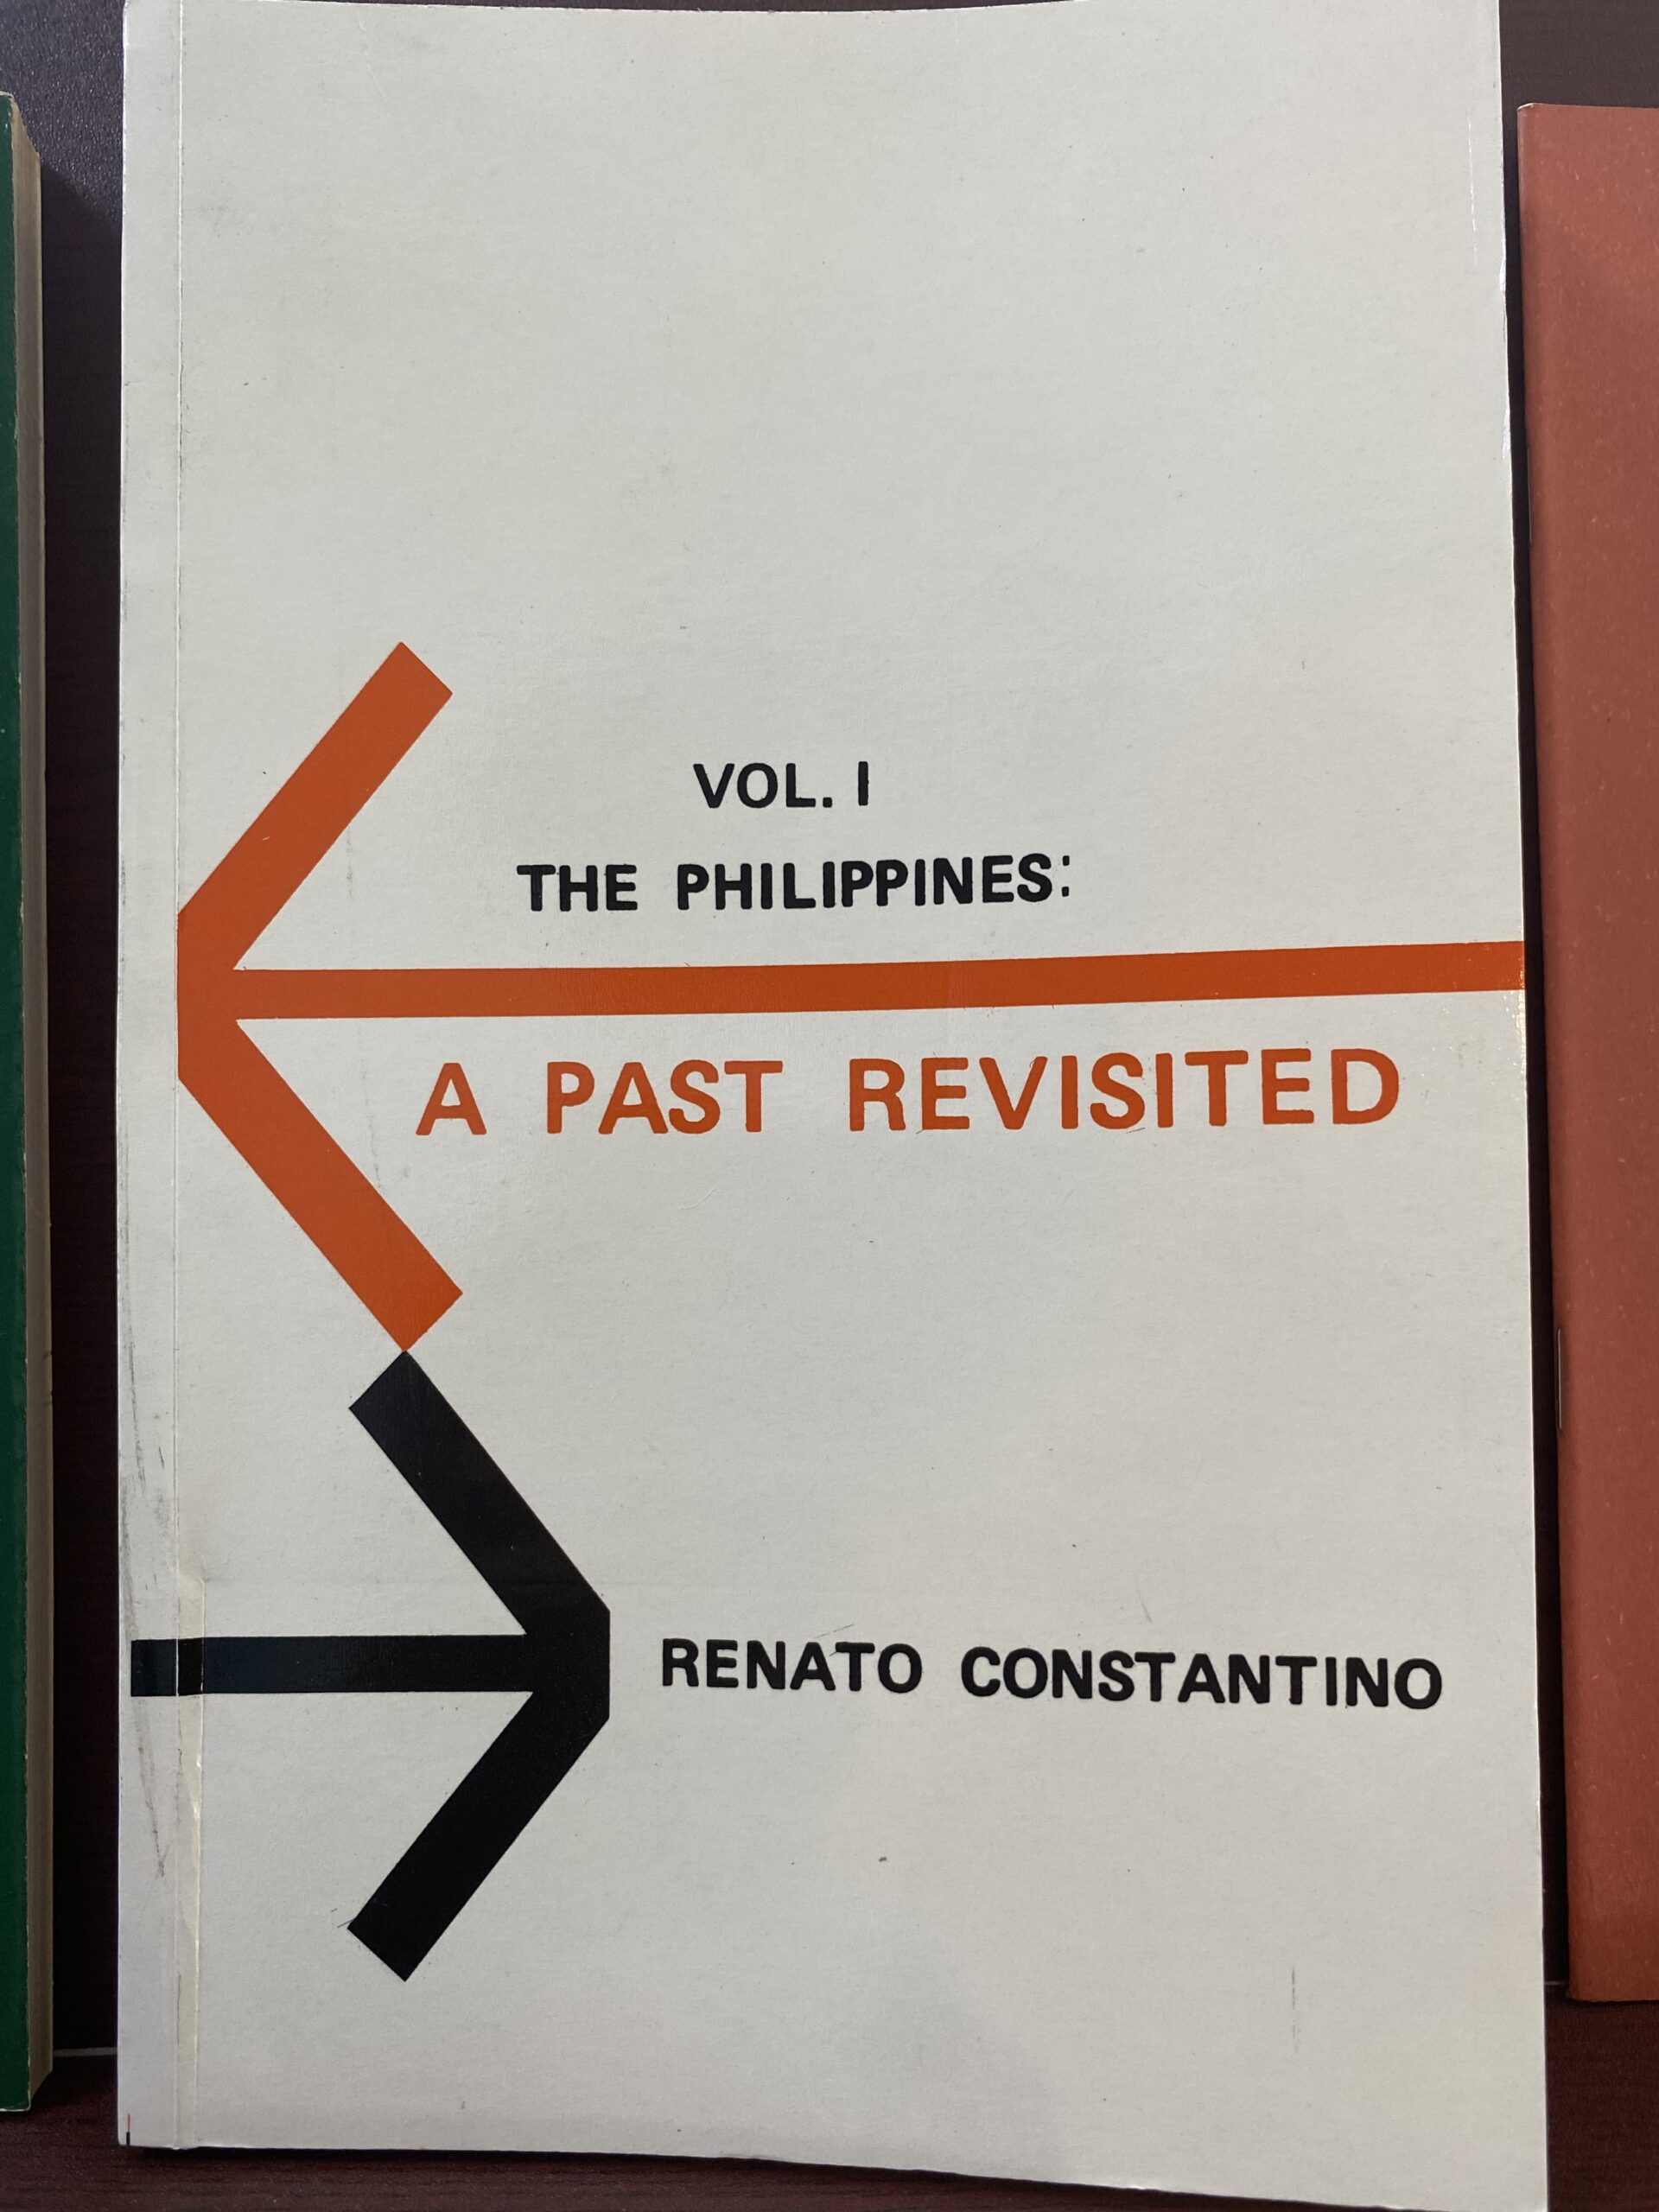 VOL. I
THE PHILIPPINES:
A PAST REVISITED
RENATO CONSTANTINO